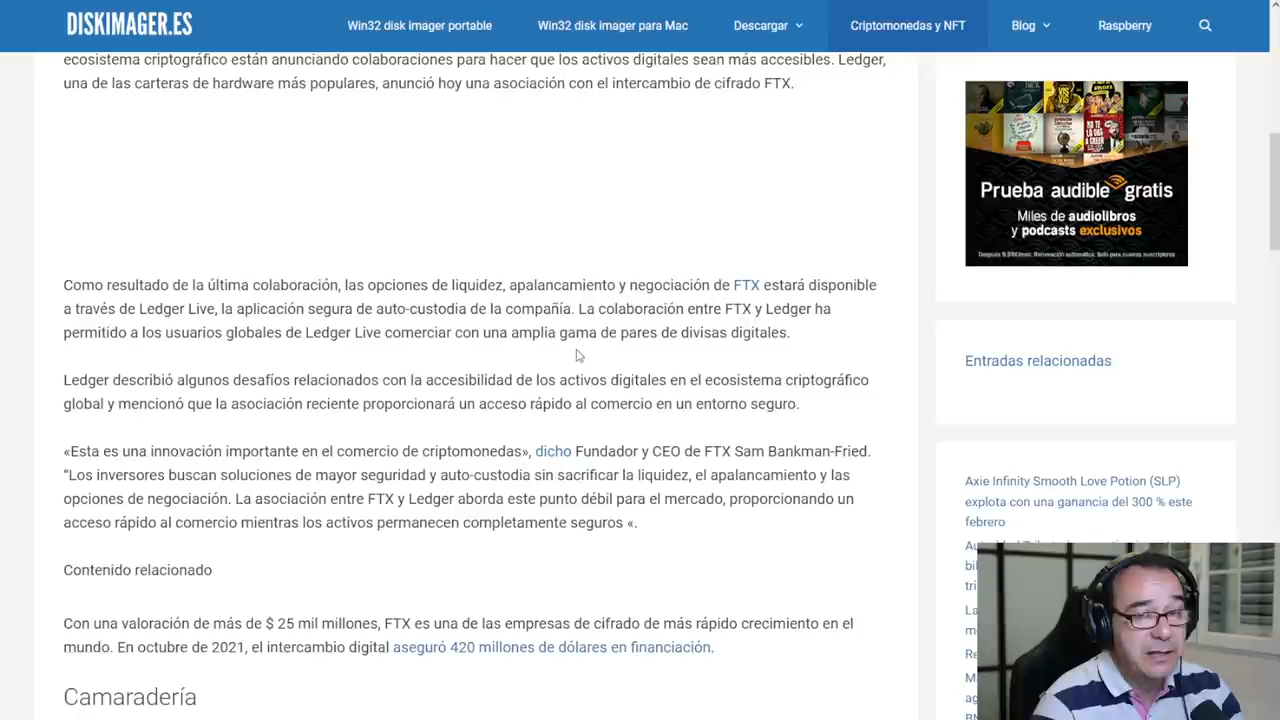 DISKIMAGER.ES
Win32 disk imager portable
Win32 disk imager para Mac
Descargar
Criptomonedas y NFT
Blog
Raspberry
ecosistema criptográfico están anunciando colaboraciones para hacer que los activos digitales sean más accesibles. Ledger,
una de las carteras de hardware más populares, anunció hoy una asociación con el intercambio de cifrado FTX.
Como resultado de la última colaboración, las opciones de liquidez, apalancamiento y negociación de FTX estará disponible
a través de Ledger Live, la aplicación segura de auto-custodia de la compañía. La colaboración entre FTX y Ledger ha
permitido a los usuarios globales de Ledger Live comerciar con una amplia gama de pares de divisas digitales.
Ledger describió algunos desafíos relacionados con la accesibilidad de los activos digitales en el ecosistema criptográfico
global y mencionó que la asociación reciente proporcionará un acceso rápido al comercio en un entorno seguro.
«Esta es una innovación importante en el comercio de criptomonedas», dicho Fundador y CEO de FTX Sam Bankman-Fried.
“Los inversores buscan soluciones de mayor seguridad y auto-custodia sin sacrificar la liquidez, el apalancamiento y las
opciones de negociación. La asociación entre FTX y Ledger aborda este punto débil para el mercado, proporcionando un
acceso rápido al comercio mientras los activos permanecen completamente seguros «.
Contenido relacionado
Con una valoración de más de $ 25 mil millones, FTX es una de las empresas de cifrado de más rápido crecimiento en el
mundo. En octubre de 2021, el intercambio digital aseguró 420 millones de dólares en financiación.
Camaradería
Prueba audible gratis
Miles de audiolibros
y podcasts exclusivos
Entradas relacionadas
Axie Infinity Smooth Love Potion (SLP)
explota con una ganancia del 300 % este
febrero